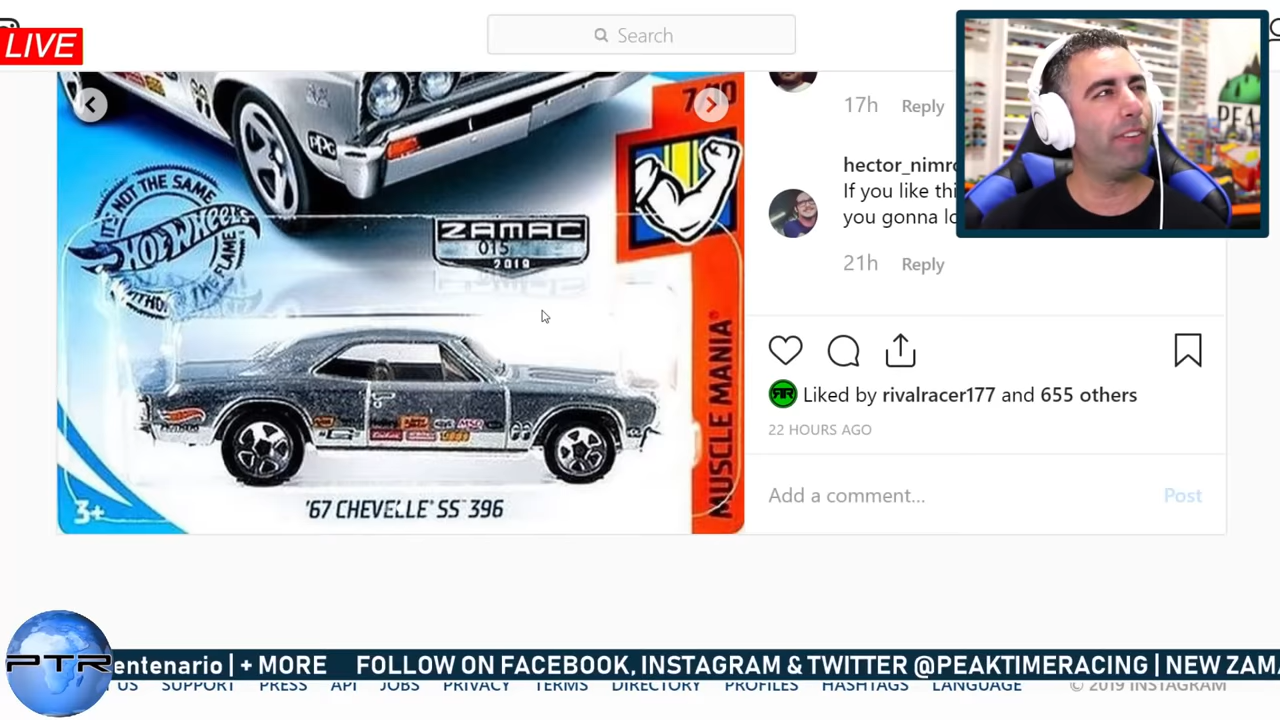 LIVE
Search
7/10
PPG
17h Reply
IT'S NOT THE SAME
HOT WHEELS
WITHOUT THE FLAME
ZAMAC
015
2019
If you like thi
you gonna lo
21h Reply
MUSCLE MANIA®
Liked by rivalracer177 and 655 others
22 HOURS AGO
'67 CHEVELLE™ SS™ 396
3+
Add a comment... Post
PTR
entenario | + MORE FOLLOW ON FACEBOOK, INSTAGRAM & TWITTER @PEAKTIMERACING | NEW ZAMA
US SUPPORT PRESS API JOBS PRIVACY TERMS DIRECTORY PROFILES HASHTAGS LANGUAGE © 2019 INSTAGRAM